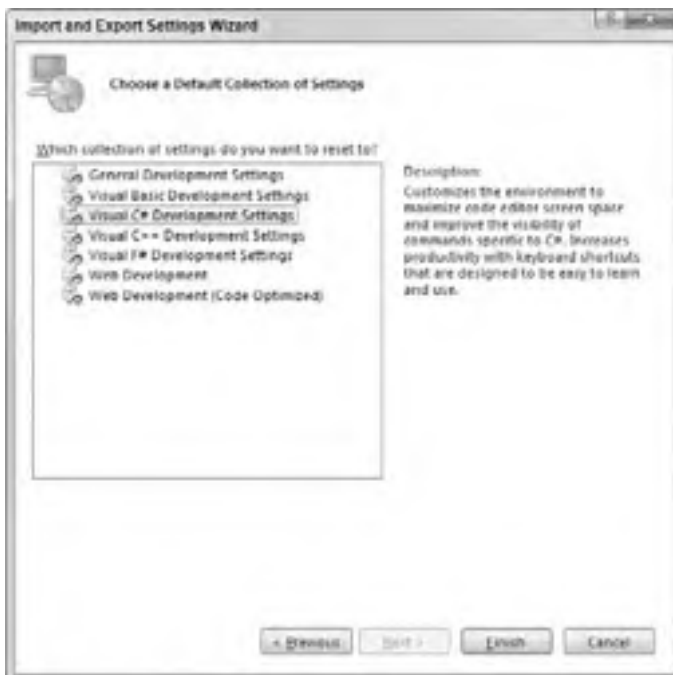 Import and Export Settings Wizard
Choose a Default Collection of Settings
Which collection of settings do you want to reset to?
General Development Settings
Visual Basic Development Settings
Visual C# Development Settings
Visual C++ Development Settings
Visual F# Development Settings
Web Development
Web Development (Code Optimized)
Description:
Customizes the environment to
maximize code editor screen space
and improve the visibility of
commands specific to C#. Increases
productivity with keyboard shortcuts
that are designed to be easy to learn
and use.
< Previous
Next >
Finish
Cancel